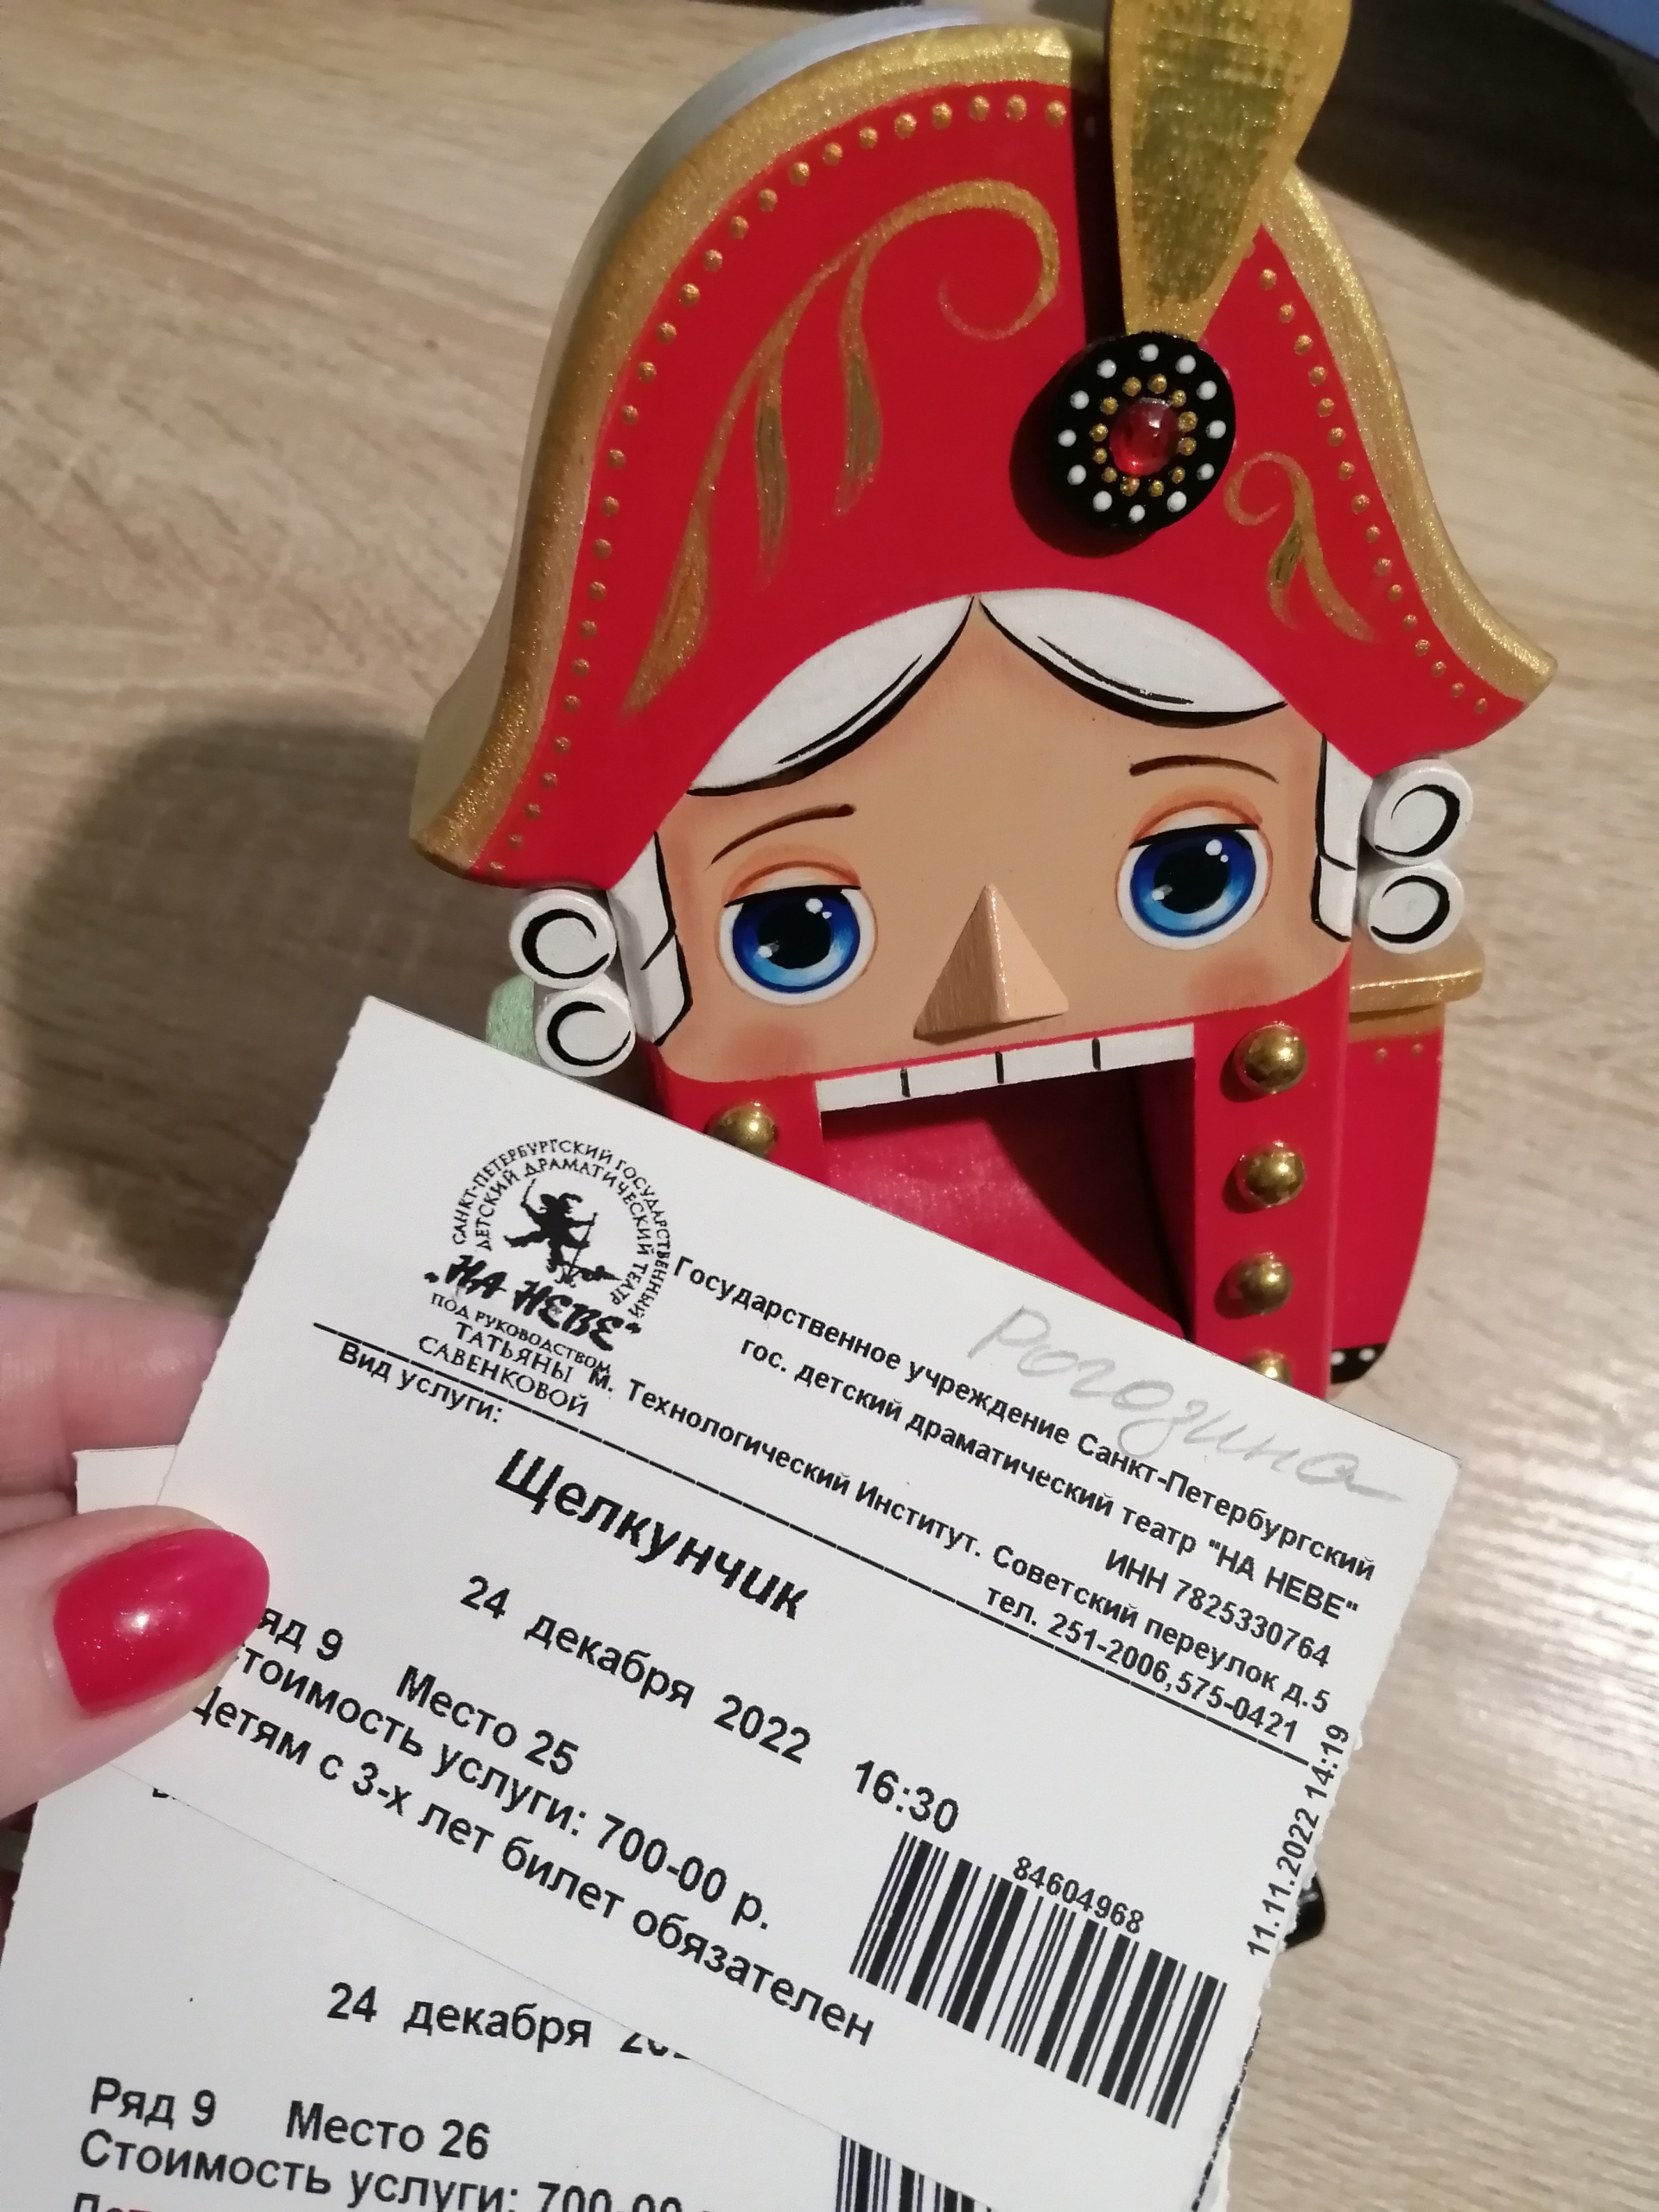 САНКТ-ПЕТЕРБУРГСКИЙ ГОСУДАРСТВЕННЫЙ
ДЕТСКИЙ ДРАМАТИЧЕСКИЙ ТЕАТР
„НА НЕВЕ"
ПОД РУКОВОДСТВОМ
ТАТЬЯНЫ
САВЕНКОВОЙ
Рогозина
Государственное учреждение Санкт-Петербургский
гос. детский драматический театр "НА НЕВЕ"
ИНН 7825330764
м. Технологический Институт. Советский переулок д.5
тел. 251-2006,575-0421
Вид услуги:
Щелкунчик
24 декабря 2022 16:30
яд 9 Место 25
тоимость услуги: 700-00 р.
Детям с 3-х лет билет обязателен
84604968
11.11.2022 14:19
24 декабря
Ряд 9 Место 26
Стоимость услуги: 700-00